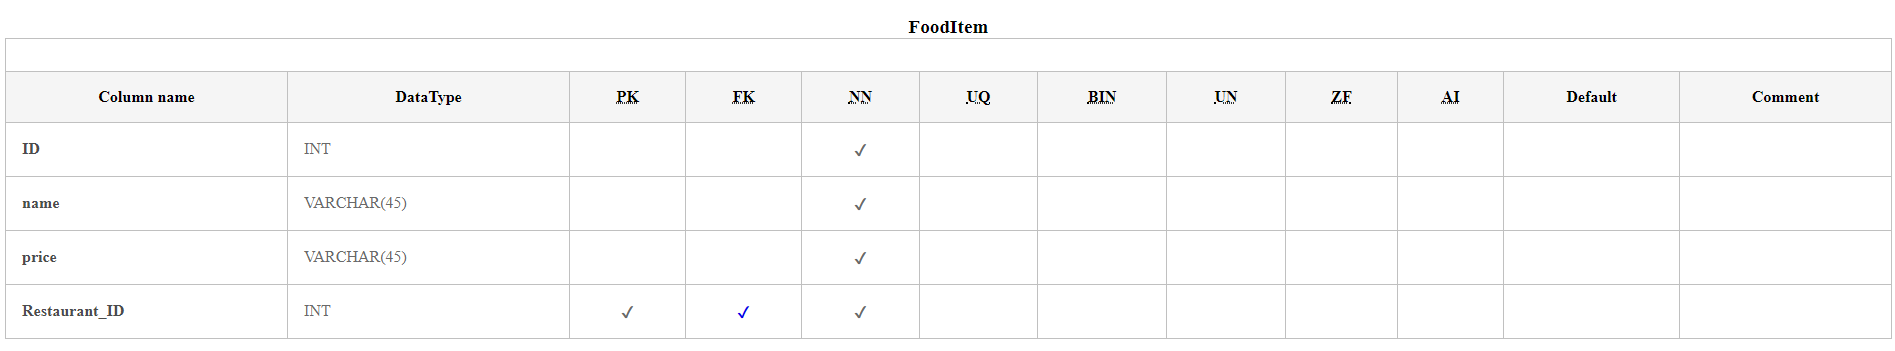 FoodItem
Column name DataType PK FK NN UQ BIN UN ZF AI Default Comment
ID INT ✓
name VARCHAR(45) ✓
price VARCHAR(45) ✓
Restaurant_ID INT ✓ ✓ ✓